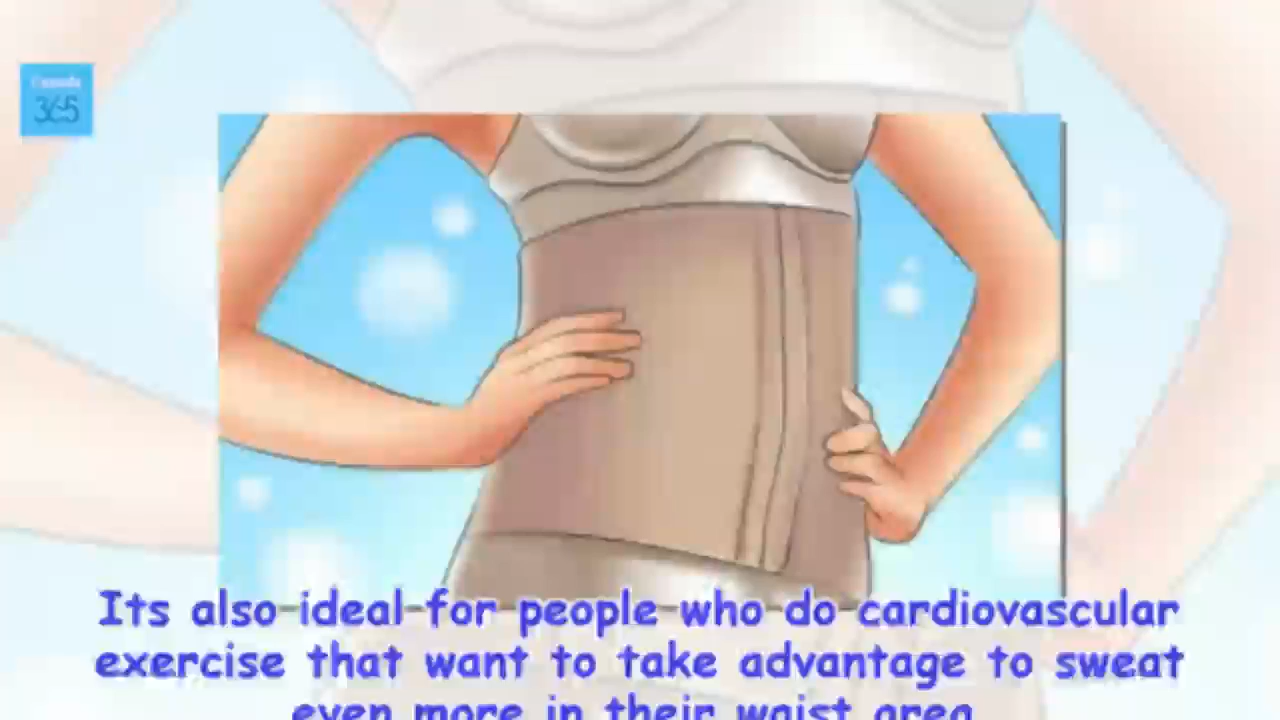 365
Its also ideal for people who do cardiovascular
exercise that want to take advantage to sweat
even more in their waist area